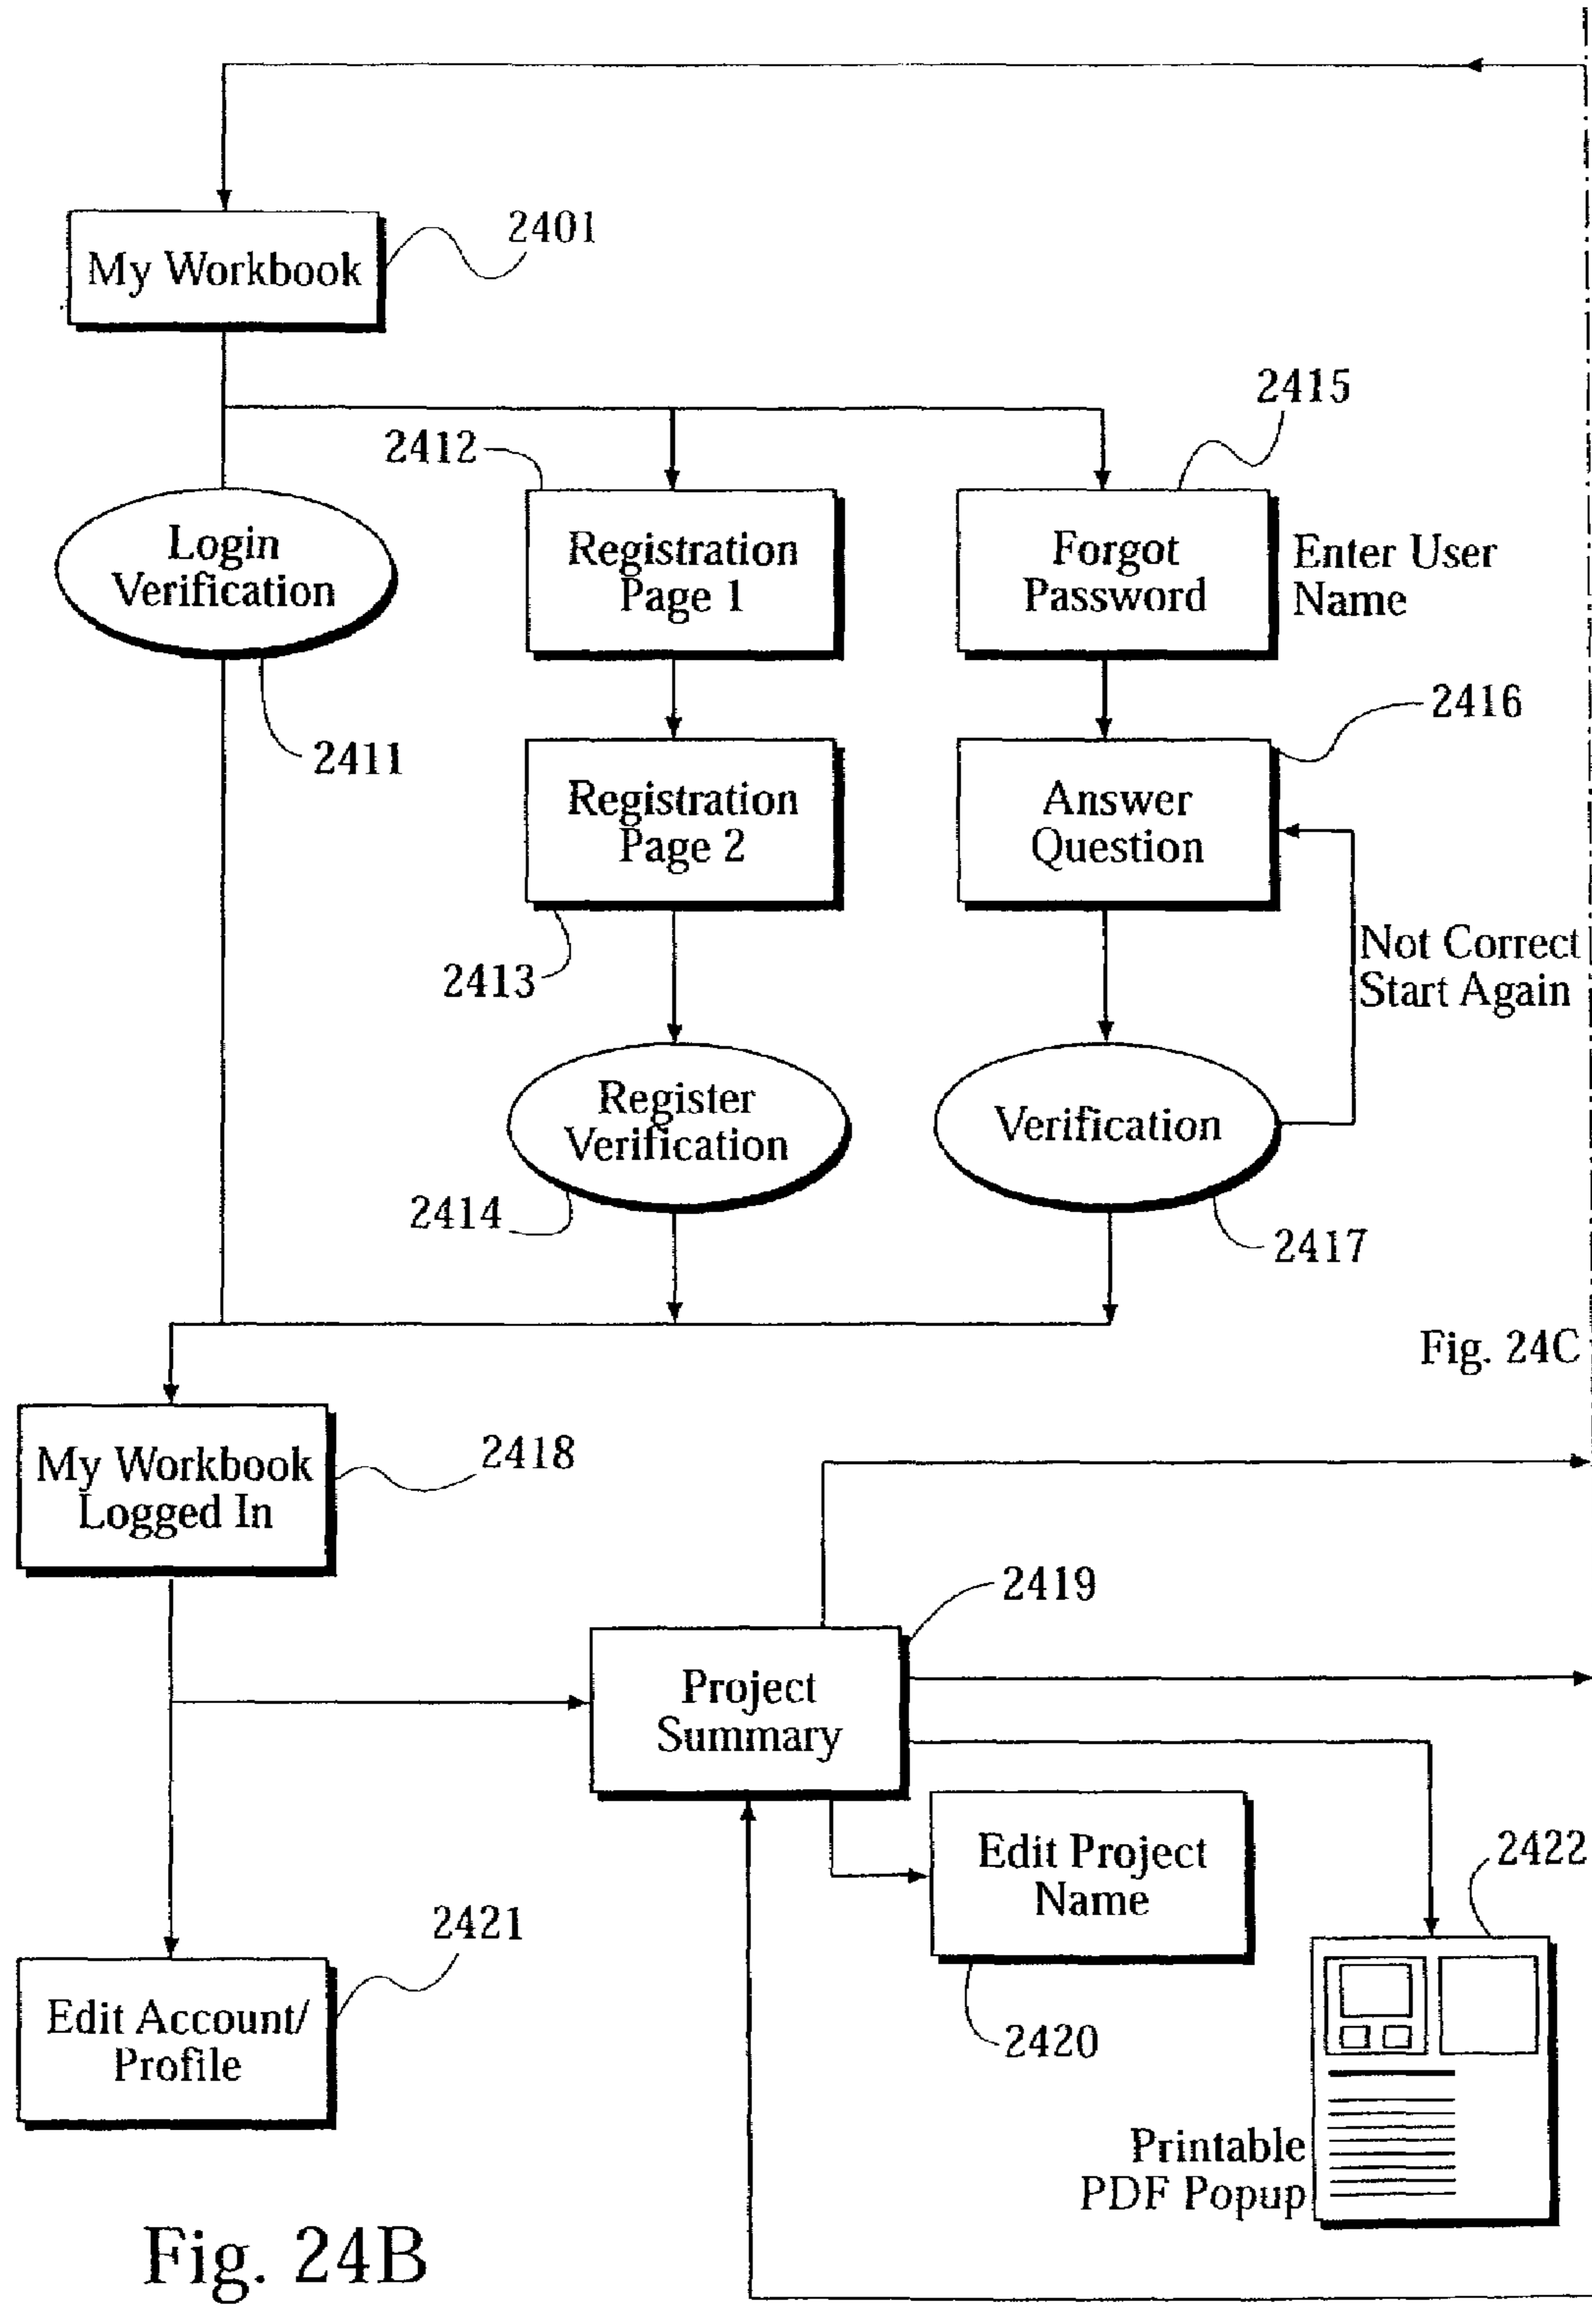 My Workbook
2401
2415
2412
Login
Verification
Registration
Page 1
Forgot
Password
Enter User
Name
2411
2416
Registration
Page 2
Answer
Question
2413
Not Correct
Start Again
Register
Verification
Verification
2414
2417
Fig. 24C
My Workbook
Logged In
2418
2419
Project
Summary
Edit Project
Name
2422
2421
2420
Edit Account/
Profile
Printable
PDF Popup
Fig. 24B